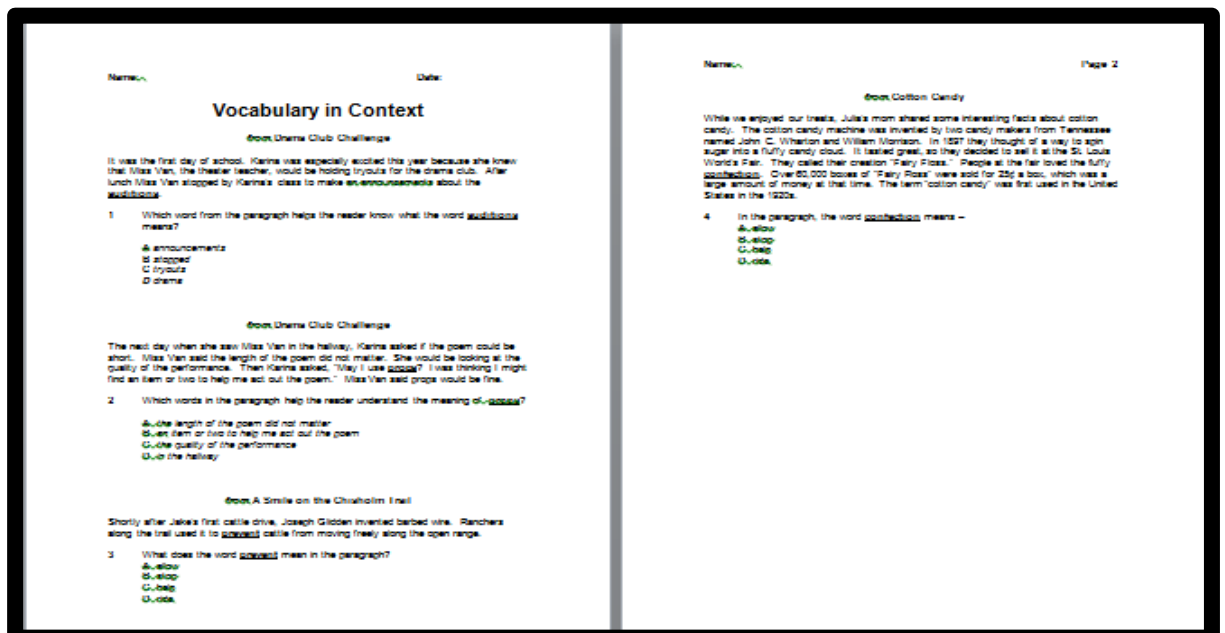 Name: Date:
Vocabulary in Context
from Drama Club Challenge
It was the first day of school. Karina was especially excited this year because she knew
that Miss Van, the theater teacher, would be holding tryouts for the drama club. After
lunch Miss Van stopped by Karina's class to make an announcements about the
auditions.
1 Which word from the paragraph helps the reader know what the word auditions
means?
A announcements
B stopped
C tryouts
D drama
from Drama Club Challenge
The next day when she saw Miss Van in the hallway, Karina asked if the poem could be
short. Miss Van said the length of the poem did not matter. She would be looking at the
quality of the performance. Then Karina asked, "May I use props? I was thinking I might
find an item or two to help me act out the poem." Miss Van said props would be fine.
2 Which words in the paragraph help the reader understand the meaning of props?
A. the length of the poem did not matter
B. an item or two to help me act out the poem
C. the quality of the performance
D. in the hallway
from A Smile on the Chisholm Trail
Shortly after Jake's first cattle drive, Joseph Glidden invented barbed wire. Ranchers
along the trail used it to prevent cattle from moving freely along the open range.
3 What does the word prevent mean in the paragraph?
A. slow
B. stop
C. help
D. ride
Name: Page 2
from Cotton Candy
While we enjoyed our treats, Julia's mom shared some interesting facts about cotton
candy. The cotton candy machine was invented by two candy makers from Tennessee
named John C. Wharton and William Morrison. In 1897 they thought of a way to spin
sugar into a fluffy candy cloud. It tasted great, so they decided to sell it at the St. Louis
World's Fair. They called their creation "Fairy Floss." People at the fair loved the fluffy
confection. Over 60,000 boxes of "Fairy Floss" were sold for 25¢ a box, which was a
large amount of money at that time. The term "cotton candy" was first used in the United
States in the 1920s.
4 In the paragraph, the word confection means –
A. slow
B. stop
C. help
D. ride